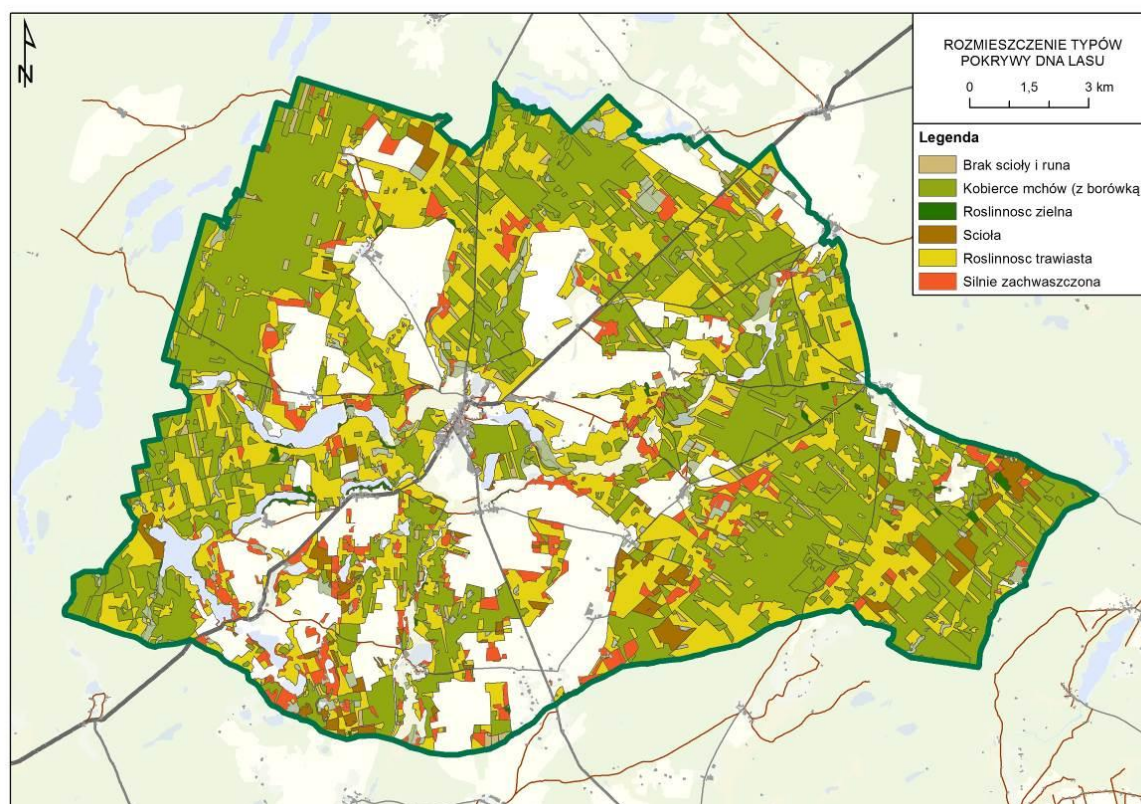 N
ROZMIESZCZENIE TYPÓW
POKRYWY DNA LASU
0 1,5 3 km
Legenda
Brak scioły i runa
Kobierce mchów (z borówką
Roslinnosc zielna
Scioła
Roslinnosc trawiasta
Silnie zachwaszczona